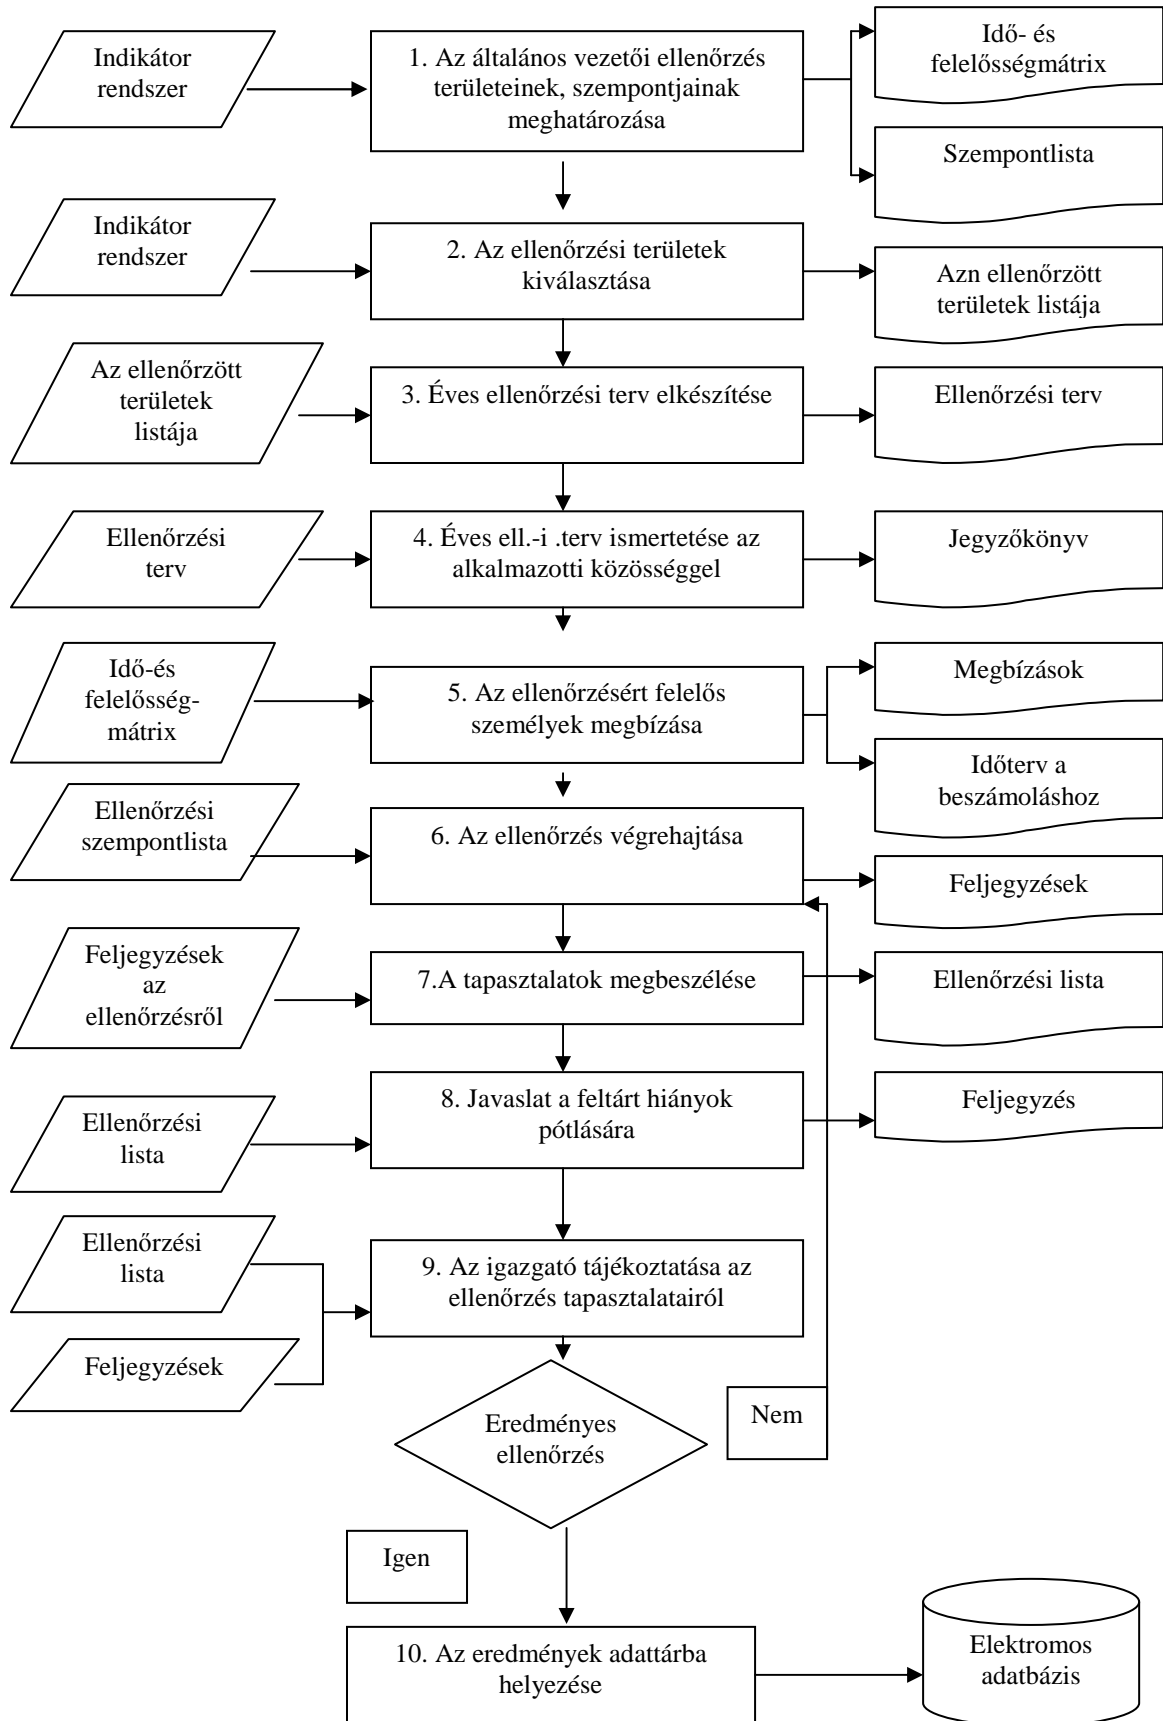 Indikátor
rendszer
1. Az általános vezetői ellenőrzés
területeinek, szempontjainak
meghatározása
Idő- és
felelősségmátrix
Szempontlista
Indikátor
rendszer
2. Az ellenőrzési területek
kiválasztása
Azn ellenőrzött
területek listája
Az ellenőrzött
területek
listája
3. Éves ellenőrzési terv elkészítése
Ellenőrzési terv
Ellenőrzési
terv
4. Éves ell.-i .terv ismertetése az
alkalmazotti közösséggel
Jegyzőkönyv
Idő-és
felelősség-
mátrix
5. Az ellenőrzésért felelős
személyek megbízása
Megbízások
Időterv a
beszámoláshoz
Ellenőrzési
szempontlista
6. Az ellenőrzés végrehajtása
Feljegyzések
Feljegyzések
az
ellenőrzésről
7.A tapasztalatok megbeszélése
Ellenőrzési lista
Ellenőrzési
lista
8. Javaslat a feltárt hiányok
pótlására
Feljegyzés
Ellenőrzési
lista
Feljegyzések
9. Az igazgató tájékoztatása az
ellenőrzés tapasztalatairól
Eredményes
ellenőrzés
Nem
Igen
10. Az eredmények adattárba
helyezése
Elektromos
adatbázis